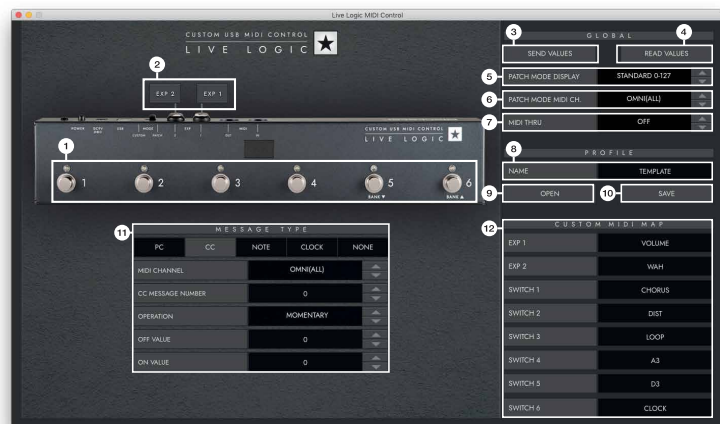 Live Logic MIDI Control
CUSTOM USB MIDI CONTROL
LIVE LOGIC
2
EXP 2 EXP 1
POWER USB MODE EXP MIDI
CUSTOM PATCH 2 1 OUT IN
CUSTOM USB MIDI CONTROL
LIVE LOGIC
1
1 2 3 4 5 6
BANK ▼ BANK ▲
11
MESSAGE TYPE
PC CC NOTE CLOCK NONE
MIDI CHANNEL OMNI(ALL)
CC MESSAGE NUMBER 0
OPERATION MOMENTARY
OFF VALUE 0
ON VALUE 0
GLOBAL
3 SEND VALUES 4 READ VALUES
5 PATCH MODE DISPLAY STANDARD 0-127
6 PATCH MODE MIDI CH. OMNI(ALL)
7 MIDI THRU OFF
PROFILE
8 NAME TEMPLATE
9 OPEN 10 SAVE
12 CUSTOM MIDI MAP
EXP 1 VOLUME
EXP 2 WAH
SWITCH 1 CHORUS
SWITCH 2 DIST
SWITCH 3 LOOP
SWITCH 4 A3
SWITCH 5 D3
SWITCH 6 CLOCK